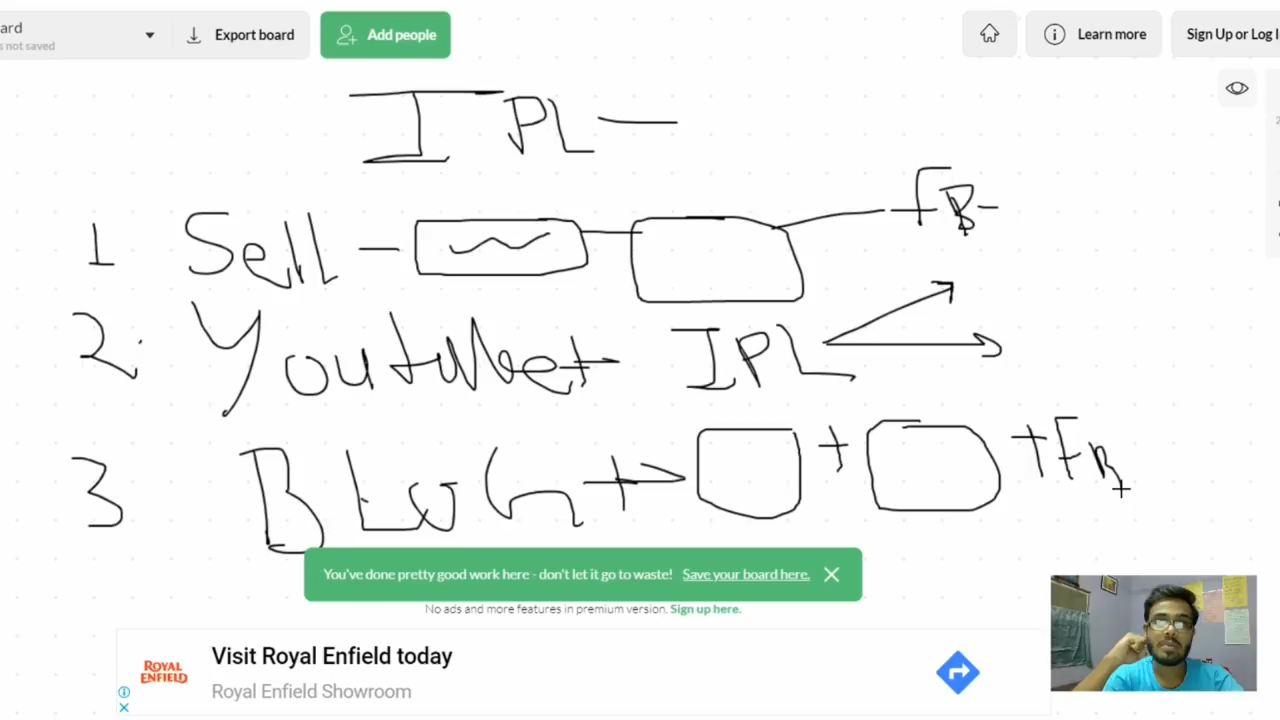 ard
s not saved
Export board
Add people
Learn more
Sign Up or Log I
IPL —
1 Sell — FB -
2. Youtube + IPL
3 BLOG + + + FB
You've done pretty good work here - don't let it go to waste! Save your board here.
No ads and more features in premium version. Sign up here.
ROYAL ENFIELD
Visit Royal Enfield today
Royal Enfield Showroom